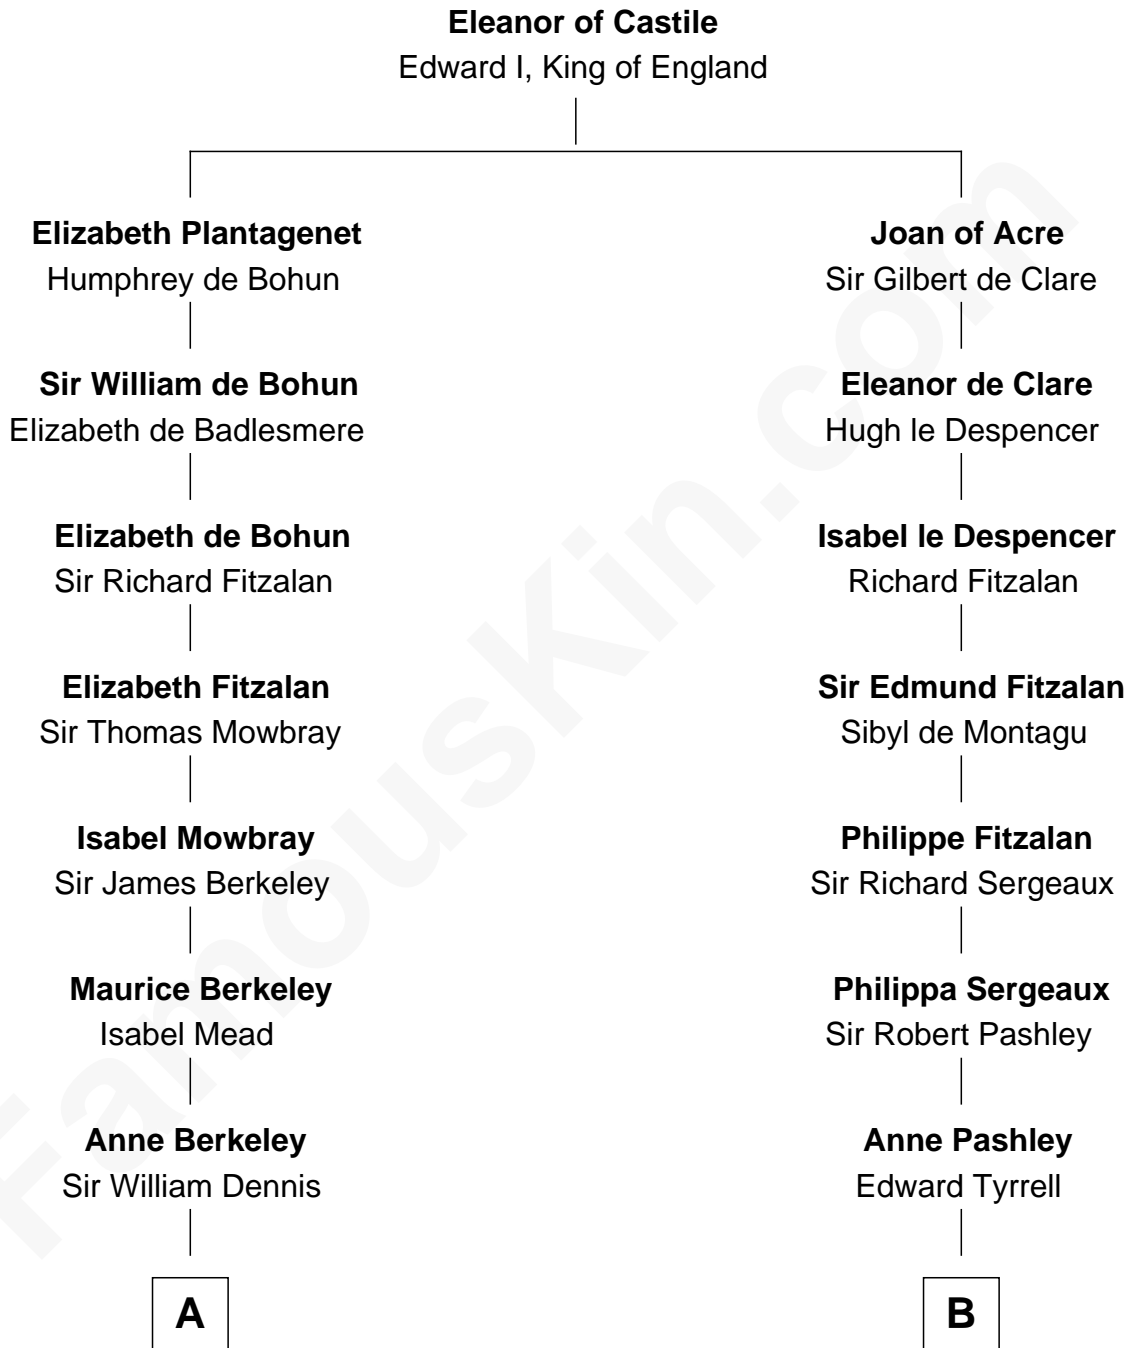 Eleanor of Castile
Edward I, King of England
Elizabeth Plantagenet
Humphrey de Bohun
Joan of Acre
Sir Gilbert de Clare
Sir William de Bohun
Elizabeth de Badlesmere
Eleanor de Clare
Hugh le Despencer
Elizabeth de Bohun
Sir Richard Fitzalan
Isabel le Despencer
Richard Fitzalan
Elizabeth Fitzalan
Sir Thomas Mowbray
Sir Edmund Fitzalan
Sibyl de Montagu
Isabel Mowbray
Sir James Berkeley
Philippe Fitzalan
Sir Richard Sergeaux
Maurice Berkeley
Isabel Mead
Philippa Sergeaux
Sir Robert Pashley
Anne Berkeley
Sir William Dennis
Anne Pashley
Edward Tyrrell
A
B
FamousKin.com